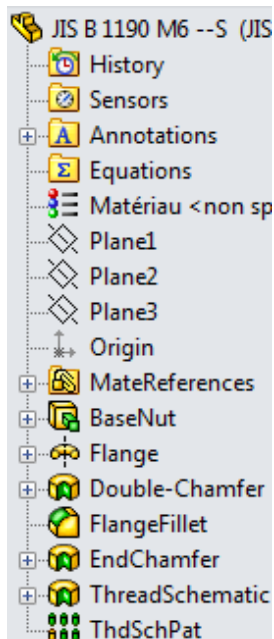 JIS B 1190 M6 --S (JIS
History
Sensors
Annotations
Equations
Matériau <non sp
Plane1
Plane2
Plane3
Origin
MateReferences
BaseNut
Flange
Double-Chamfer
FlangeFillet
EndChamfer
ThreadSchematic
ThdSchPat